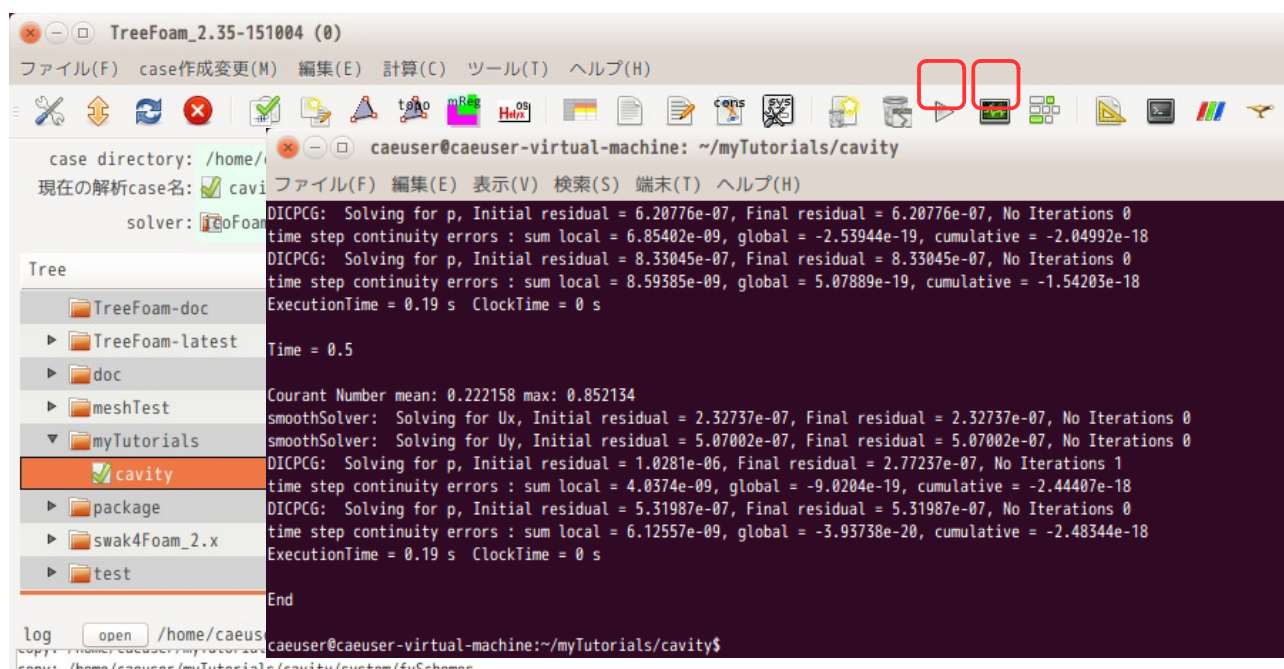 TreeFoam_2.35-151004 (0)
ファイル(F) case作成変更(M) 編集(E) 計算(C) ツール(T) ヘルプ(H)
topo mReg Helyx OS cons sys
case directory: /home/
現在の解析case名: cavi
solver: Foam
Tree
TreeFoam-doc
TreeFoam-latest
doc
meshTest
myTutorials
cavity
package
swak4Foam_2.x
test
log open /home/caeus
caeuser@caeuser-virtual-machine: ~/myTutorials/cavity
ファイル(F) 編集(E) 表示(V) 検索(S) 端末(T) ヘルプ(H)
DICPCG: Solving for p, Initial residual = 6.20776e-07, Final residual = 6.20776e-07, No Iterations 0
time step continuity errors : sum local = 6.85402e-09, global = -2.53944e-19, cumulative = -2.04992e-18
DICPCG: Solving for p, Initial residual = 8.33045e-07, Final residual = 8.33045e-07, No Iterations 0
time step continuity errors : sum local = 8.59385e-09, global = 5.07889e-19, cumulative = -1.54203e-18
ExecutionTime = 0.19 s ClockTime = 0 s
Time = 0.5
Courant Number mean: 0.222158 max: 0.852134
smoothSolver: Solving for Ux, Initial residual = 2.32737e-07, Final residual = 2.32737e-07, No Iterations 0
smoothSolver: Solving for Uy, Initial residual = 5.07002e-07, Final residual = 5.07002e-07, No Iterations 0
DICPCG: Solving for p, Initial residual = 1.0281e-06, Final residual = 2.77237e-07, No Iterations 1
time step continuity errors : sum local = 4.0374e-09, global = -9.0204e-19, cumulative = -2.44407e-18
DICPCG: Solving for p, Initial residual = 5.31987e-07, Final residual = 5.31987e-07, No Iterations 0
time step continuity errors : sum local = 6.12557e-09, global = -3.93738e-20, cumulative = -2.48344e-18
ExecutionTime = 0.19 s ClockTime = 0 s
End
caeuser@caeuser-virtual-machine:~/myTutorials/cavity$